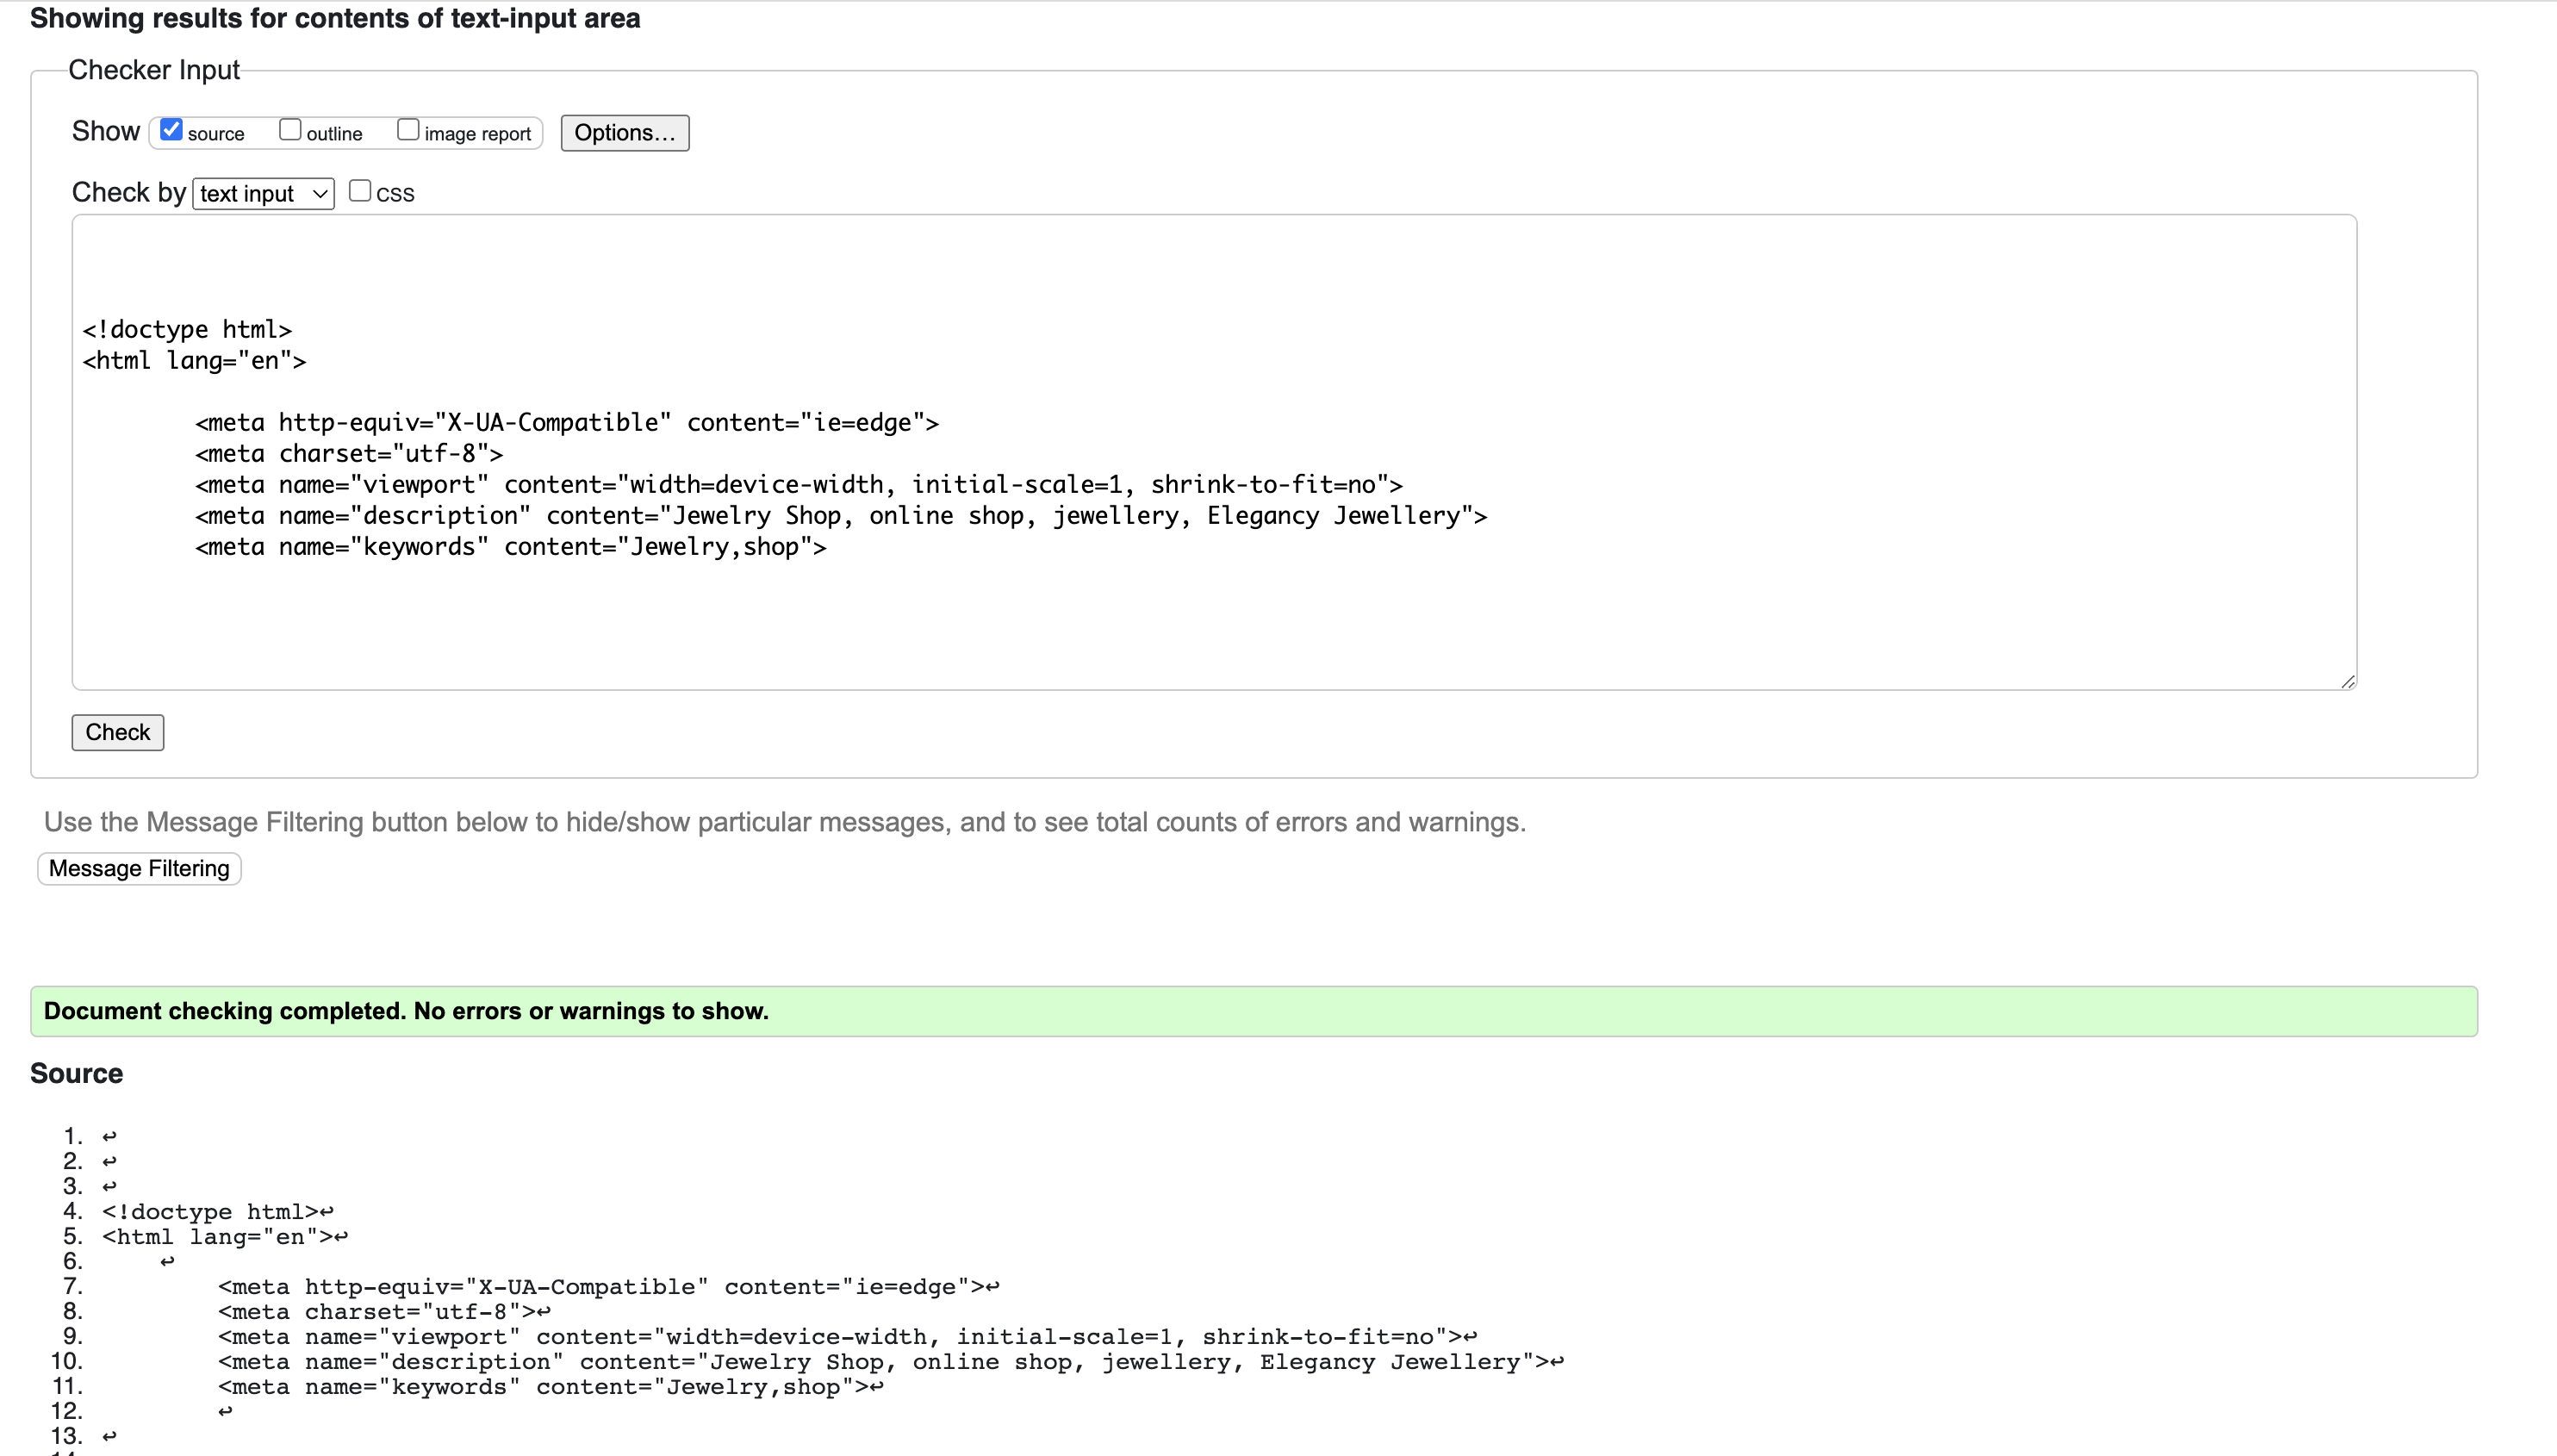 Showing results for contents of text-input area
Checker Input
Show source outline image report Options...
Check by text input CSS
<!doctype html>
<html lang="en">
<meta http-equiv="X-UA-Compatible" content="ie=edge">
<meta charset="utf-8">
<meta name="viewport" content="width=device-width, initial-scale=1, shrink-to-fit=no">
<meta name="description" content="Jewelry Shop, online shop, jewellery, Elegancy Jewellery">
<meta name="keywords" content="Jewelry,shop">
Check
Use the Message Filtering button below to hide/show particular messages, and to see total counts of errors and warnings.
Message Filtering
Document checking completed. No errors or warnings to show.
Source
1. ↩
2. ↩
3. ↩
4. <!doctype html>↩
5. <html lang="en">↩
6. ↩
7. <meta http-equiv="X-UA-Compatible" content="ie=edge">↩
8. <meta charset="utf-8">↩
9. <meta name="viewport" content="width=device-width, initial-scale=1, shrink-to-fit=no">↩
10. <meta name="description" content="Jewelry Shop, online shop, jewellery, Elegancy Jewellery">↩
11. <meta name="keywords" content="Jewelry,shop">↩
12. ↩
13. ↩